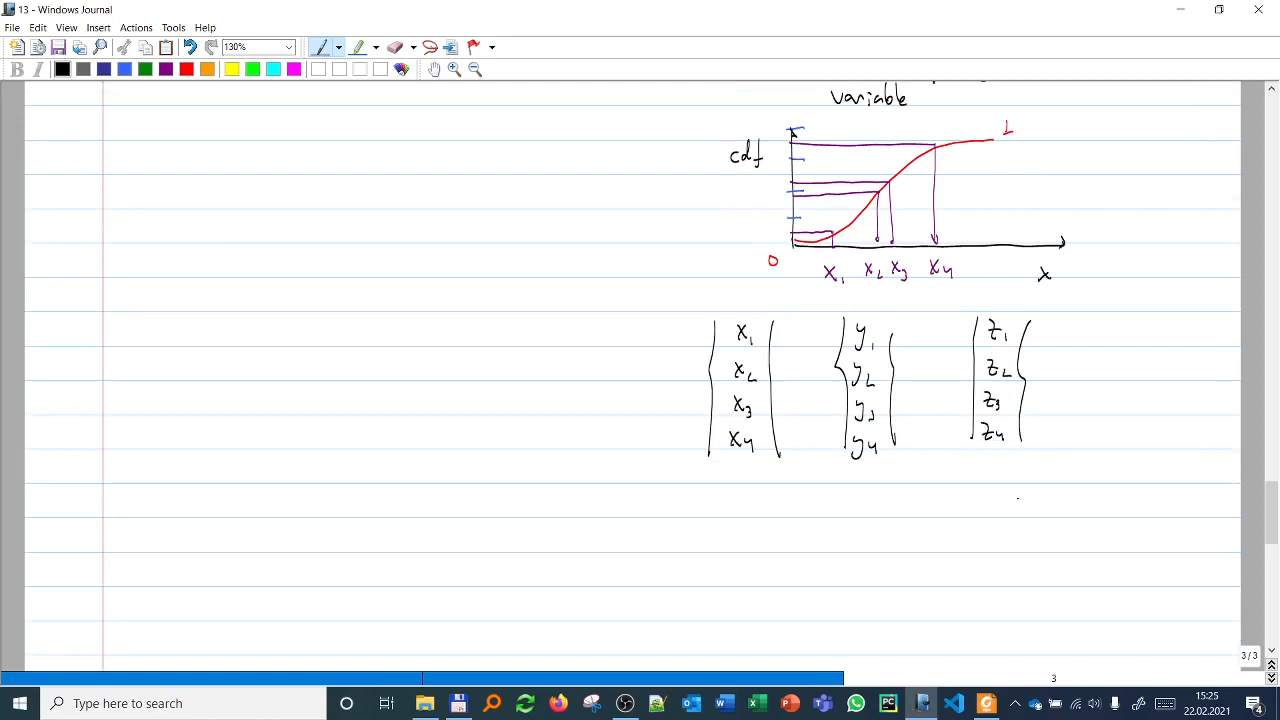 13 - Windows Journal
File Edit View Insert Actions Tools Help
130%
B I
variable
cdf
1
0
x1 x2 x3 x4 x
x1 y1 z1
x2 y2 z2
x3 y3 z3
x4 y4 z4
3/3
3
Type here to search
15:25
22.02.2021